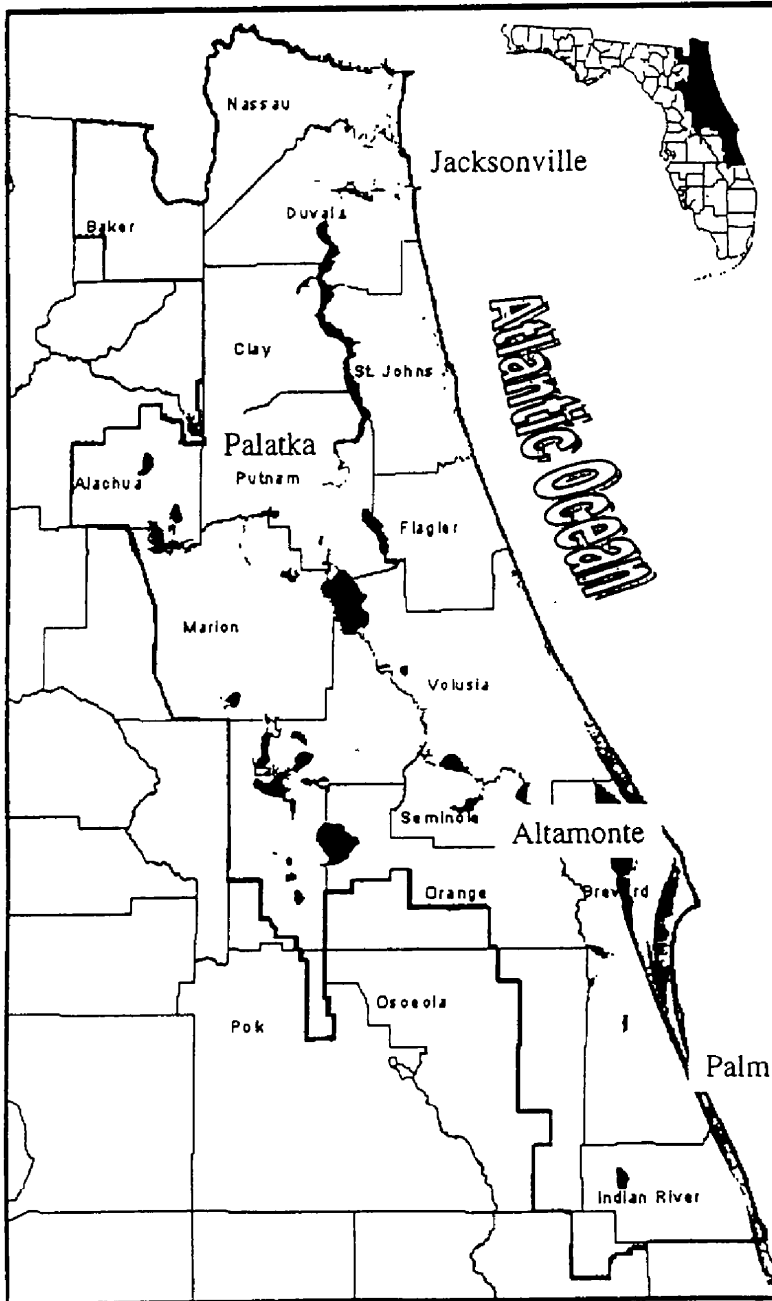 Nassau
Jacksonville
Baker
Duval
Atlantic Ocean
Clay
St. Johns
Palatka
Alachua
Putnam
Flagler
Marion
Volusia
Seminole
Altamonte
Orange
Brevard
Osceola
Polk
Palm
Indian River